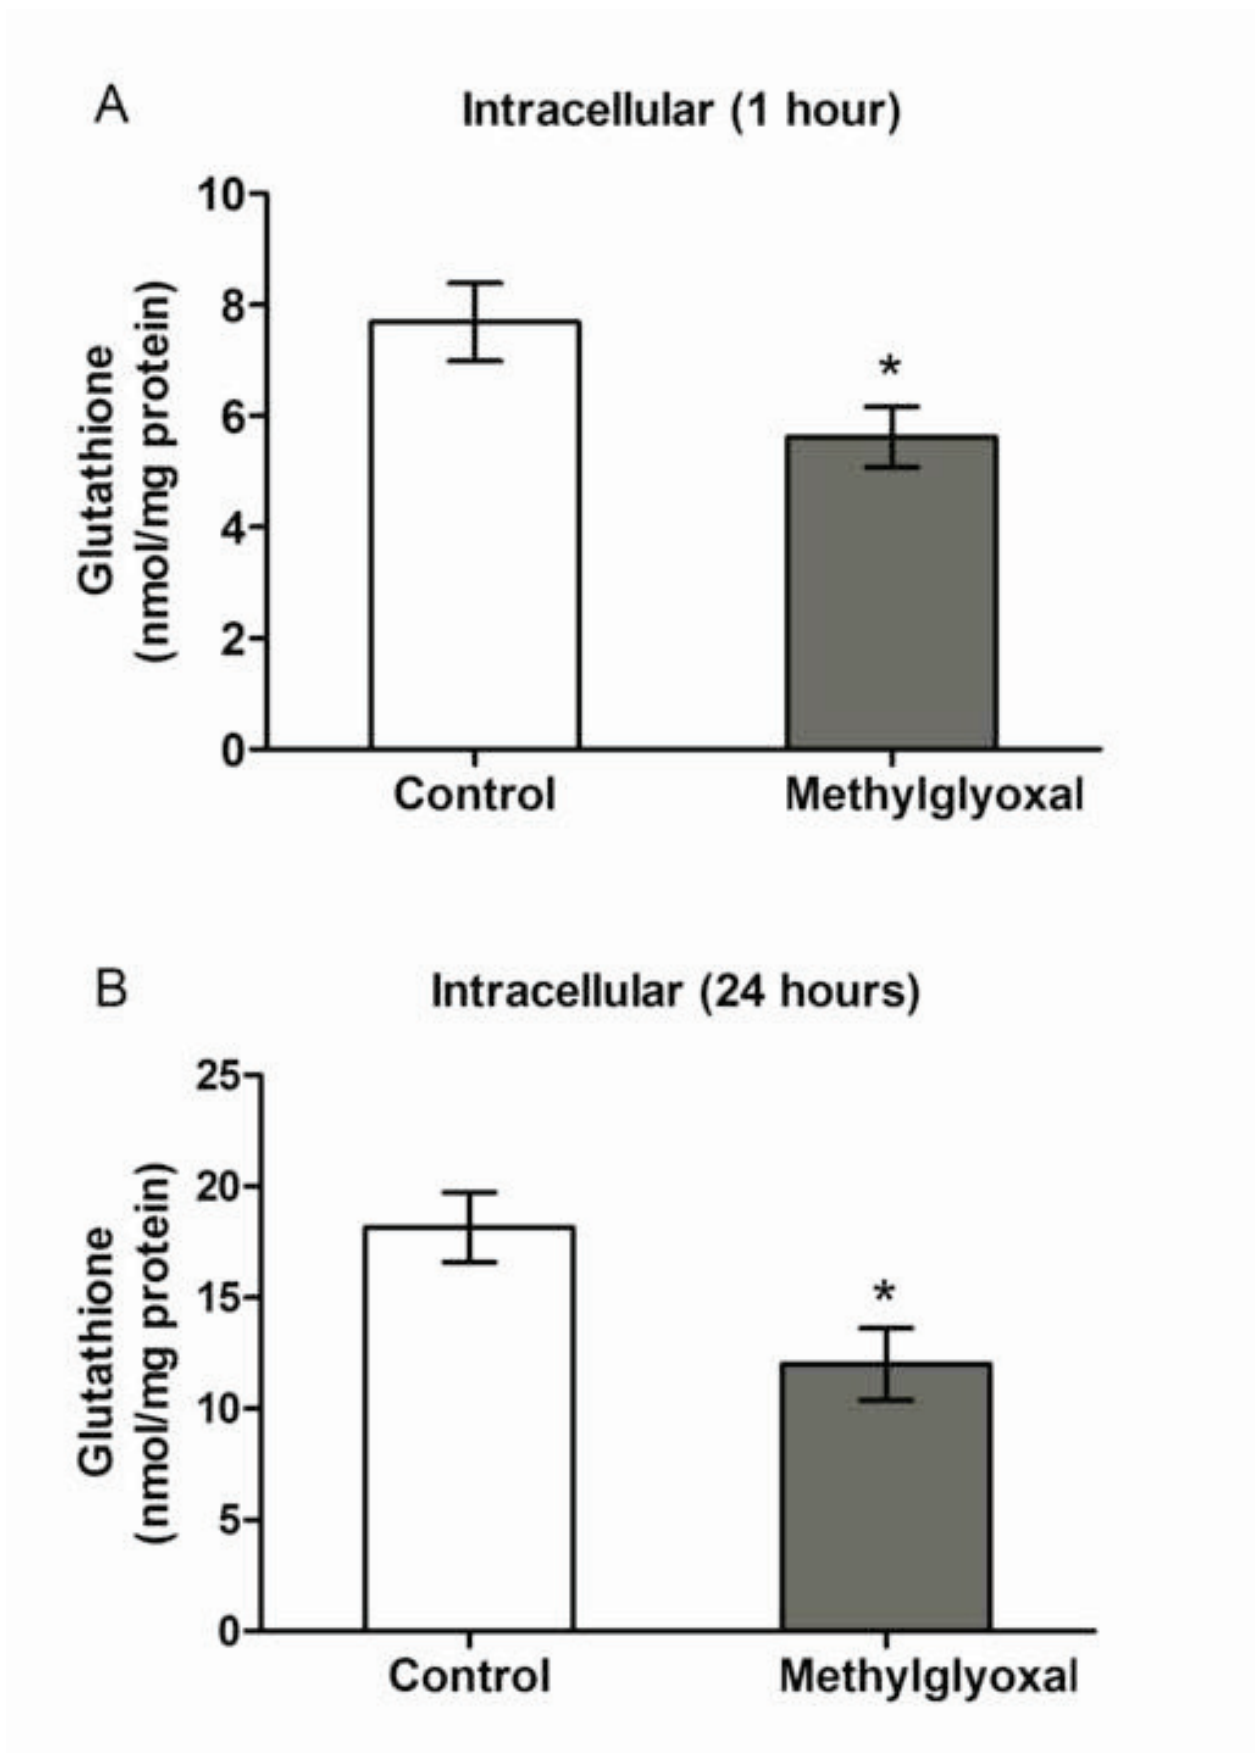 A
Intracellular (1 hour)
Glutathione
(nmol/mg protein)
10
8
6
4
2
0
*
Control
Methylglyoxal
B
Intracellular (24 hours)
Glutathione
(nmol/mg protein)
25
20
15
10
5
0
*
Control
Methylglyoxal